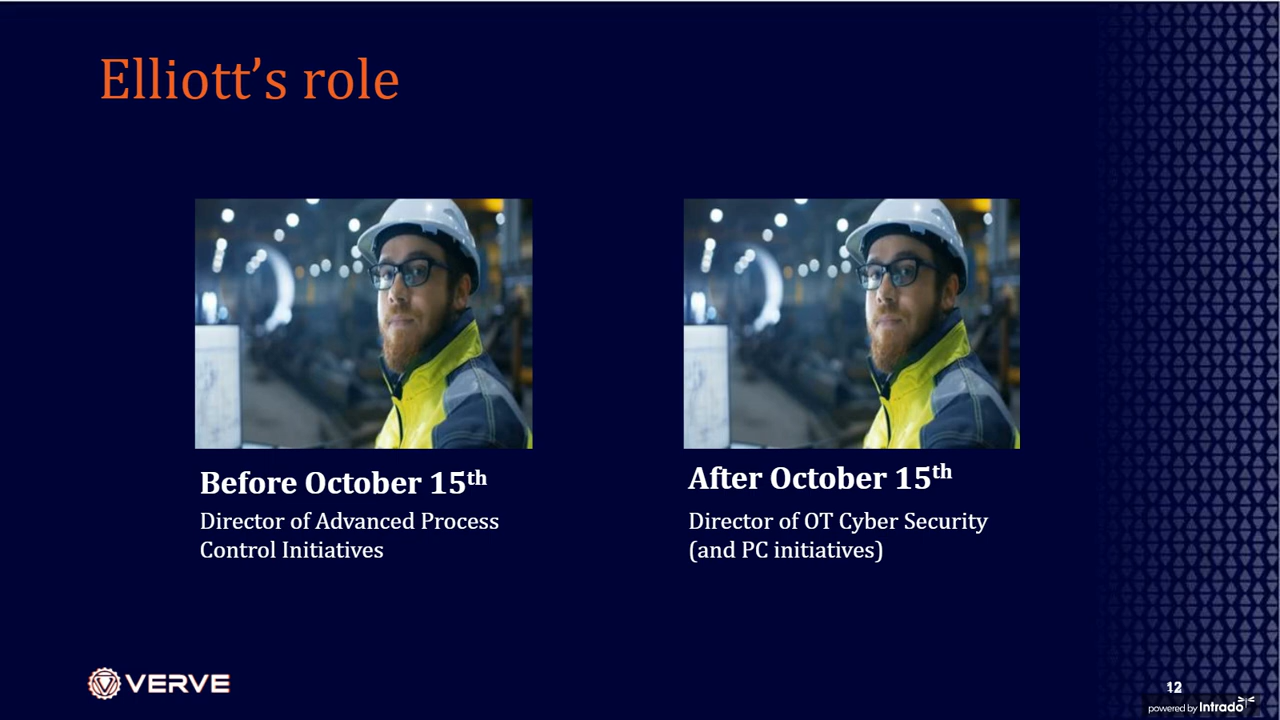 Elliott’s role
Before October 15th
Director of Advanced Process
Control Initiatives
After October 15th
Director of OT Cyber Security
(and PC initiatives)
VERVE
12
powered by Intrado